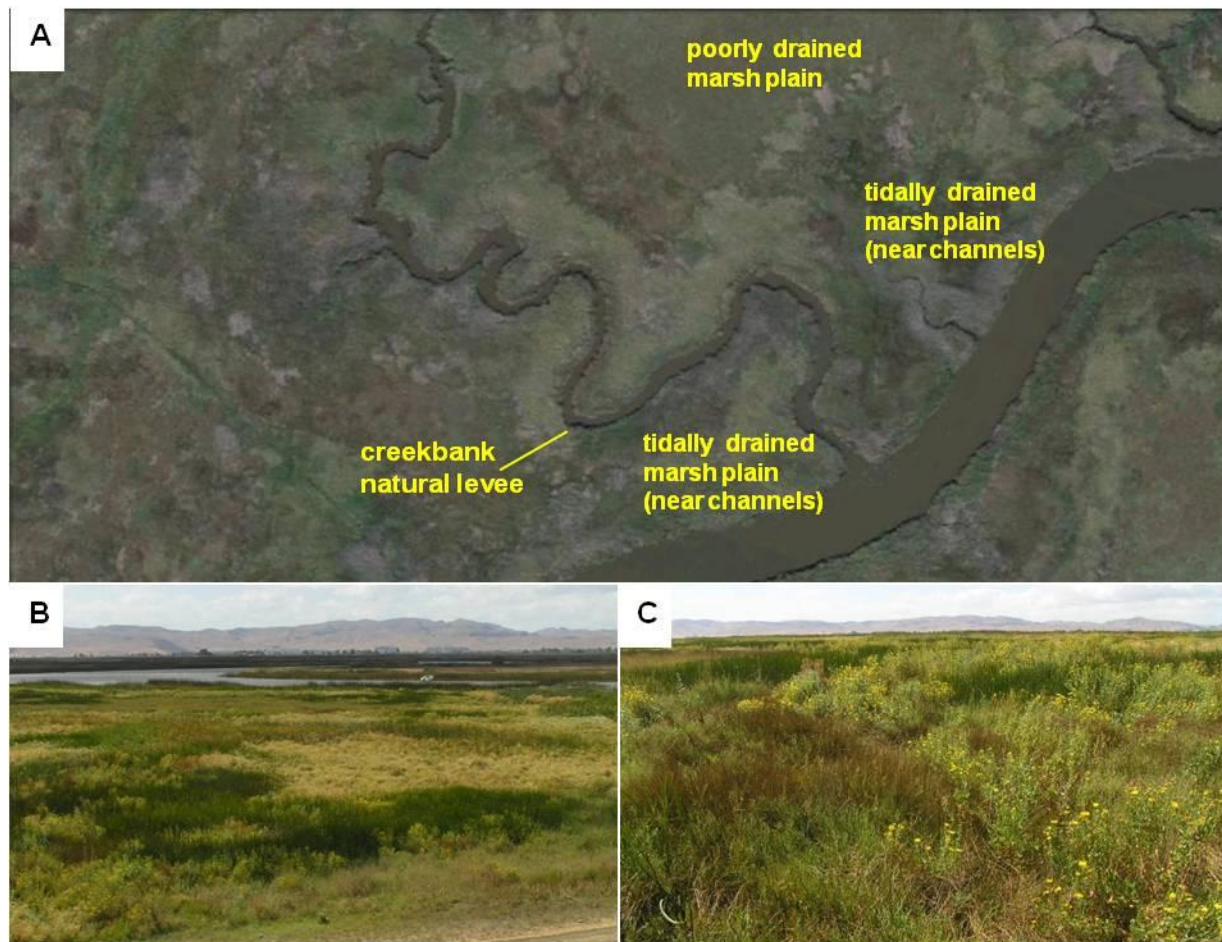 A
poorly drained
marsh plain
tidally drained
marsh plain
(near channels)
creekbank
natural levee
tidally drained
marsh plain
(near channels)
B
C